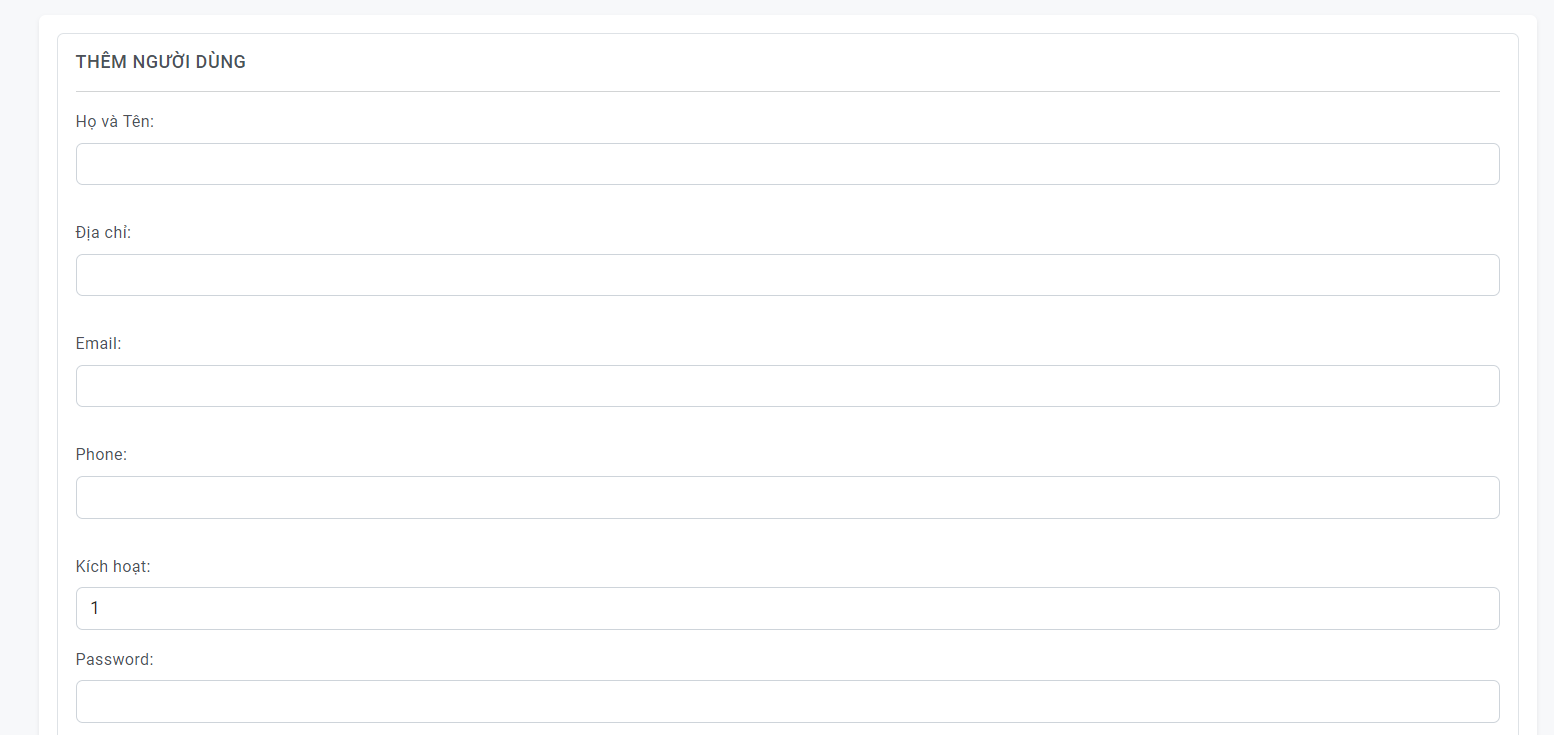 THÊM NGƯỜI DÙNG
Họ và Tên:
Địa chỉ:
Email:
Phone:
Kích hoạt:
1
Password: